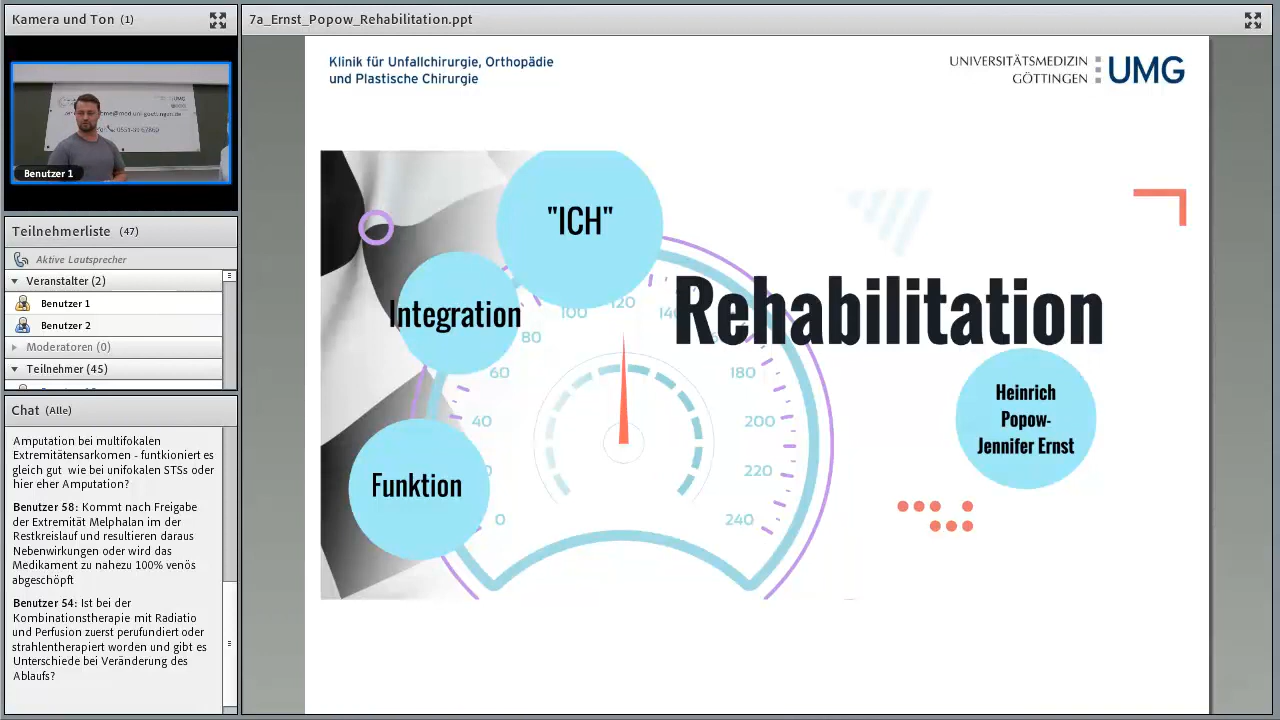 Kamera und Ton (1)
Benutzer 1
Teilnehmerliste (47)
Aktive Lautsprecher
Veranstalter (2)
Benutzer 1
Benutzer 2
Moderatoren (0)
Teilnehmer (45)
Chat (Alle)
Amputation bei multifokalen
Extremitätensarkomen - funtkioniert es
gleich gut wie bei unifokalen STSs oder
hier eher Amputation?
Benutzer 58: Kommt nach Freigabe
der Extremität Melphalan im der
Restkreislauf und resultieren daraus
Nebenwirkungen oder wird das
Medikament zu nahezu 100% venös
abgeschöpft
Benutzer 54: Ist bei der
Kombinationstherapie mit Radiatio
und Perfusion zuerst perufundiert oder
strahlentherapiert worden und gibt es
Unterschiede bei Veränderung des
Ablaufs?
7a_Ernst_Popow_Rehabilitation.ppt
Klinik für Unfallchirurgie, Orthopädie
und Plastische Chirurgie
UNIVERSITÄTSMEDIZIN
GÖTTINGEN
UMG
"ICH"
Integration
Funktion
Rehabilitation
Heinrich
Popow-
Jennifer Ernst
0
40
60
80
100
120
180
200
220
240